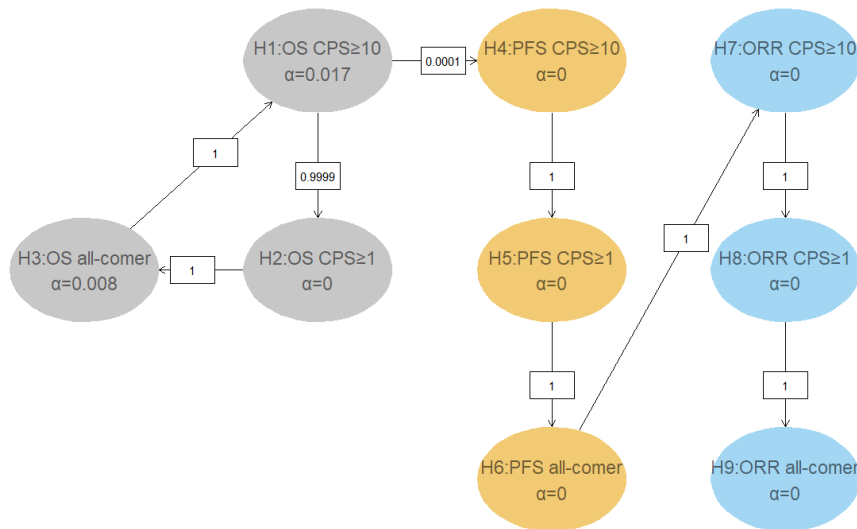 H1:OS CPS≥10
α=0.017
0.0001
H4:PFS CPS≥10
α=0
H7:ORR CPS≥10
α=0
1
0.9999
1
1
H3:OS all-comer
α=0.008
1
H2:OS CPS≥1
α=0
H5:PFS CPS≥1
α=0
1
H8:ORR CPS≥1
α=0
1
1
H6:PFS all-comer
α=0
H9:ORR all-comer
α=0